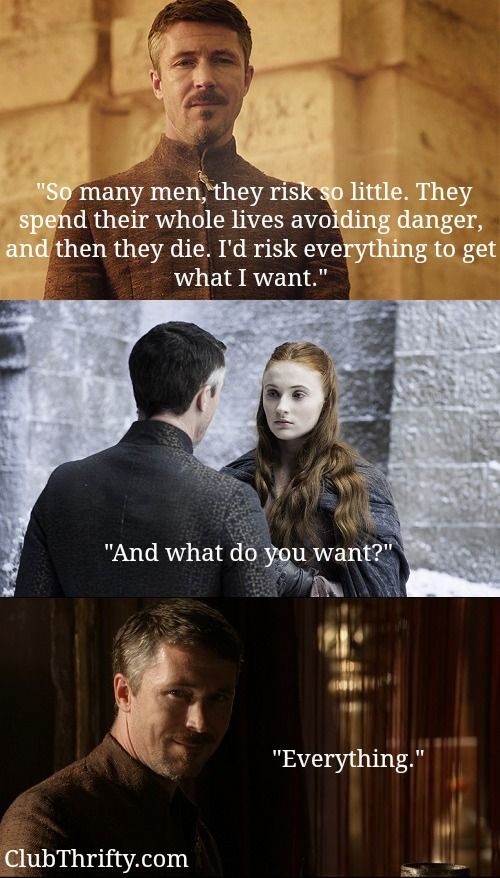 "So many men, they risk so little. They
spend their whole lives avoiding danger,
and then they die. I'd risk everything to get
what I want."
"And what do you want?"
"Everything."
ClubThrifty.com